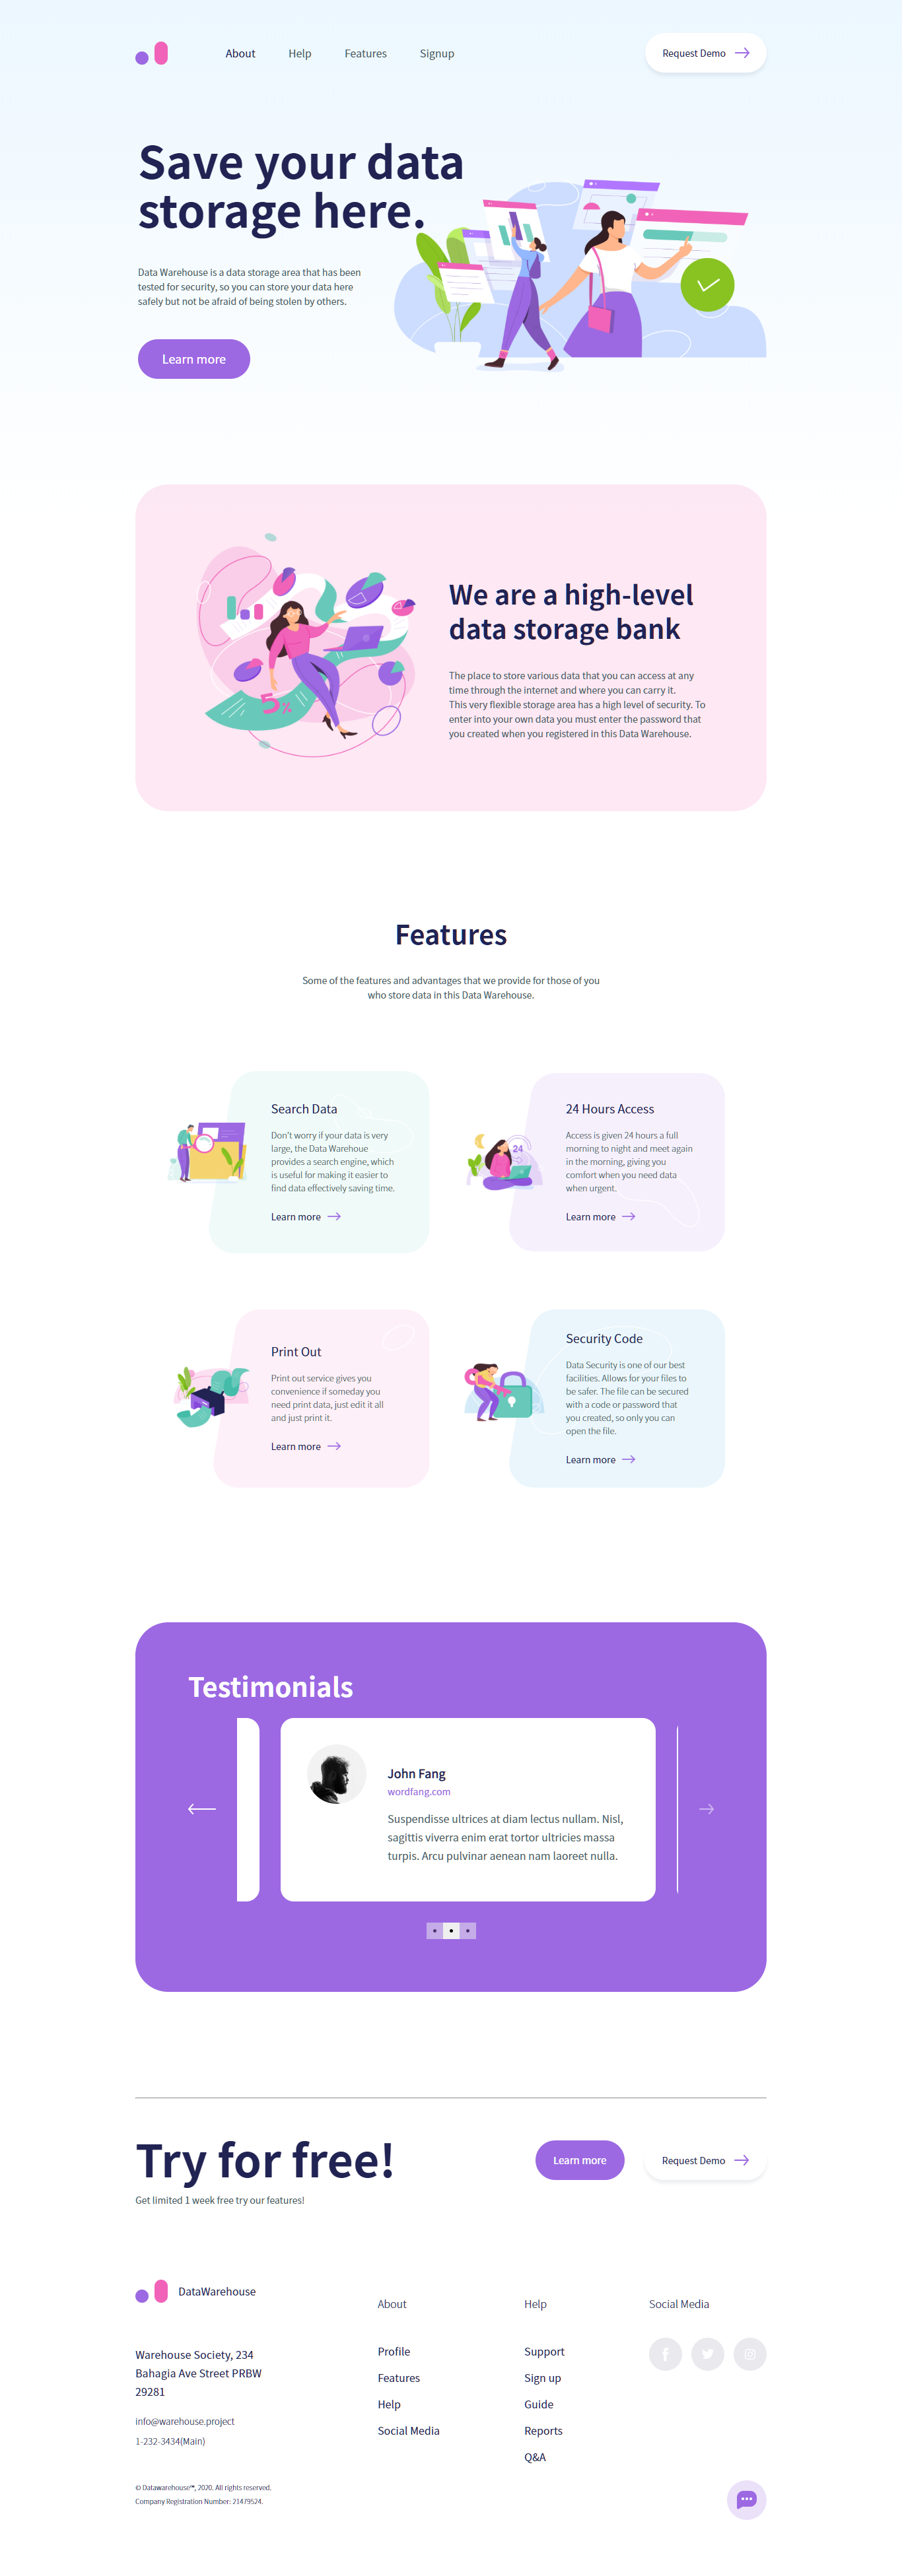 About
Help
Features
Signup
Request Demo
Save your data
storage here.
Data Warehouse is a data storage area that has been
tested for security, so you can store your data here
safely but not be afraid of being stolen by others.
Learn more
5%
We are a high-level
data storage bank
The place to store various data that you can access at any
time through the internet and where you can carry it.
This very flexible storage area has a high level of security. To
enter into your own data you must enter the password that
you created when you registered in this Data Warehouse.
Features
Some of the features and advantages that we provide for those of you
who store data in this Data Warehouse.
Search Data
Don't worry if your data is very
large, the Data Warehoue
provides a search engine, which
is useful for making it easier to
find data effectively saving time.
Learn more
24
24 Hours Access
Access is given 24 hours a full
morning to night and meet again
in the morning, giving you
comfort when you need data
when urgent.
Learn more
Print Out
Print out service gives you
convenience if someday you
need print data, just edit it all
and just print it.
Learn more
Security Code
Data Security is one of our best
facilities. Allows for your files to
be safer. The file can be secured
with a code or password that
you created, so only you can
open the file.
Learn more
Testimonials
John Fang
wordfang.com
Suspendisse ultrices at diam lectus nullam. Nisl,
sagittis viverra enim erat tortor ultricies massa
turpis. Arcu pulvinar aenean nam laoreet nulla.
Try for free!
Get limited 1 week free try our features!
Learn more
Request Demo
DataWarehouse
Warehouse Society, 234
Bahagia Ave Street PRBW
29281
info@warehouse.project
1-232-3434(Main)
About
Profile
Features
Help
Social Media
Help
Support
Sign up
Guide
Reports
Q&A
Social Media
© Datawarehouse™, 2020. All rights reserved.
Company Registration Number: 21479524.